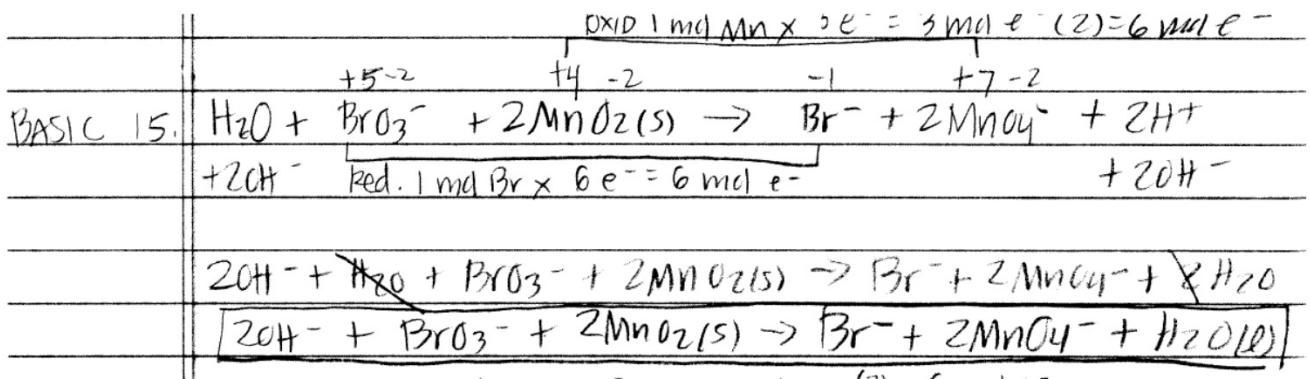 OXID 1 mol Mn x 3e⁻ = 3 mol e⁻ (2)=6 mol e⁻
+5 -2 +4 -2 -1 +7 -2
BASIC 15. H₂O + BrO₃⁻ + 2MnO₂(s) → Br⁻ + 2MnO₄⁻ + 2H⁺
+2OH⁻ Red. 1 mol Br x 6e⁻ = 6 mol e⁻ +2OH⁻
2OH⁻ + H₂O + BrO₃⁻ + 2MnO₂(s) → Br⁻ + 2MnO₄⁻ + 2H₂O
2OH⁻ + BrO₃⁻ + 2MnO₂(s) → Br⁻ + 2MnO₄⁻ + H₂O(l)